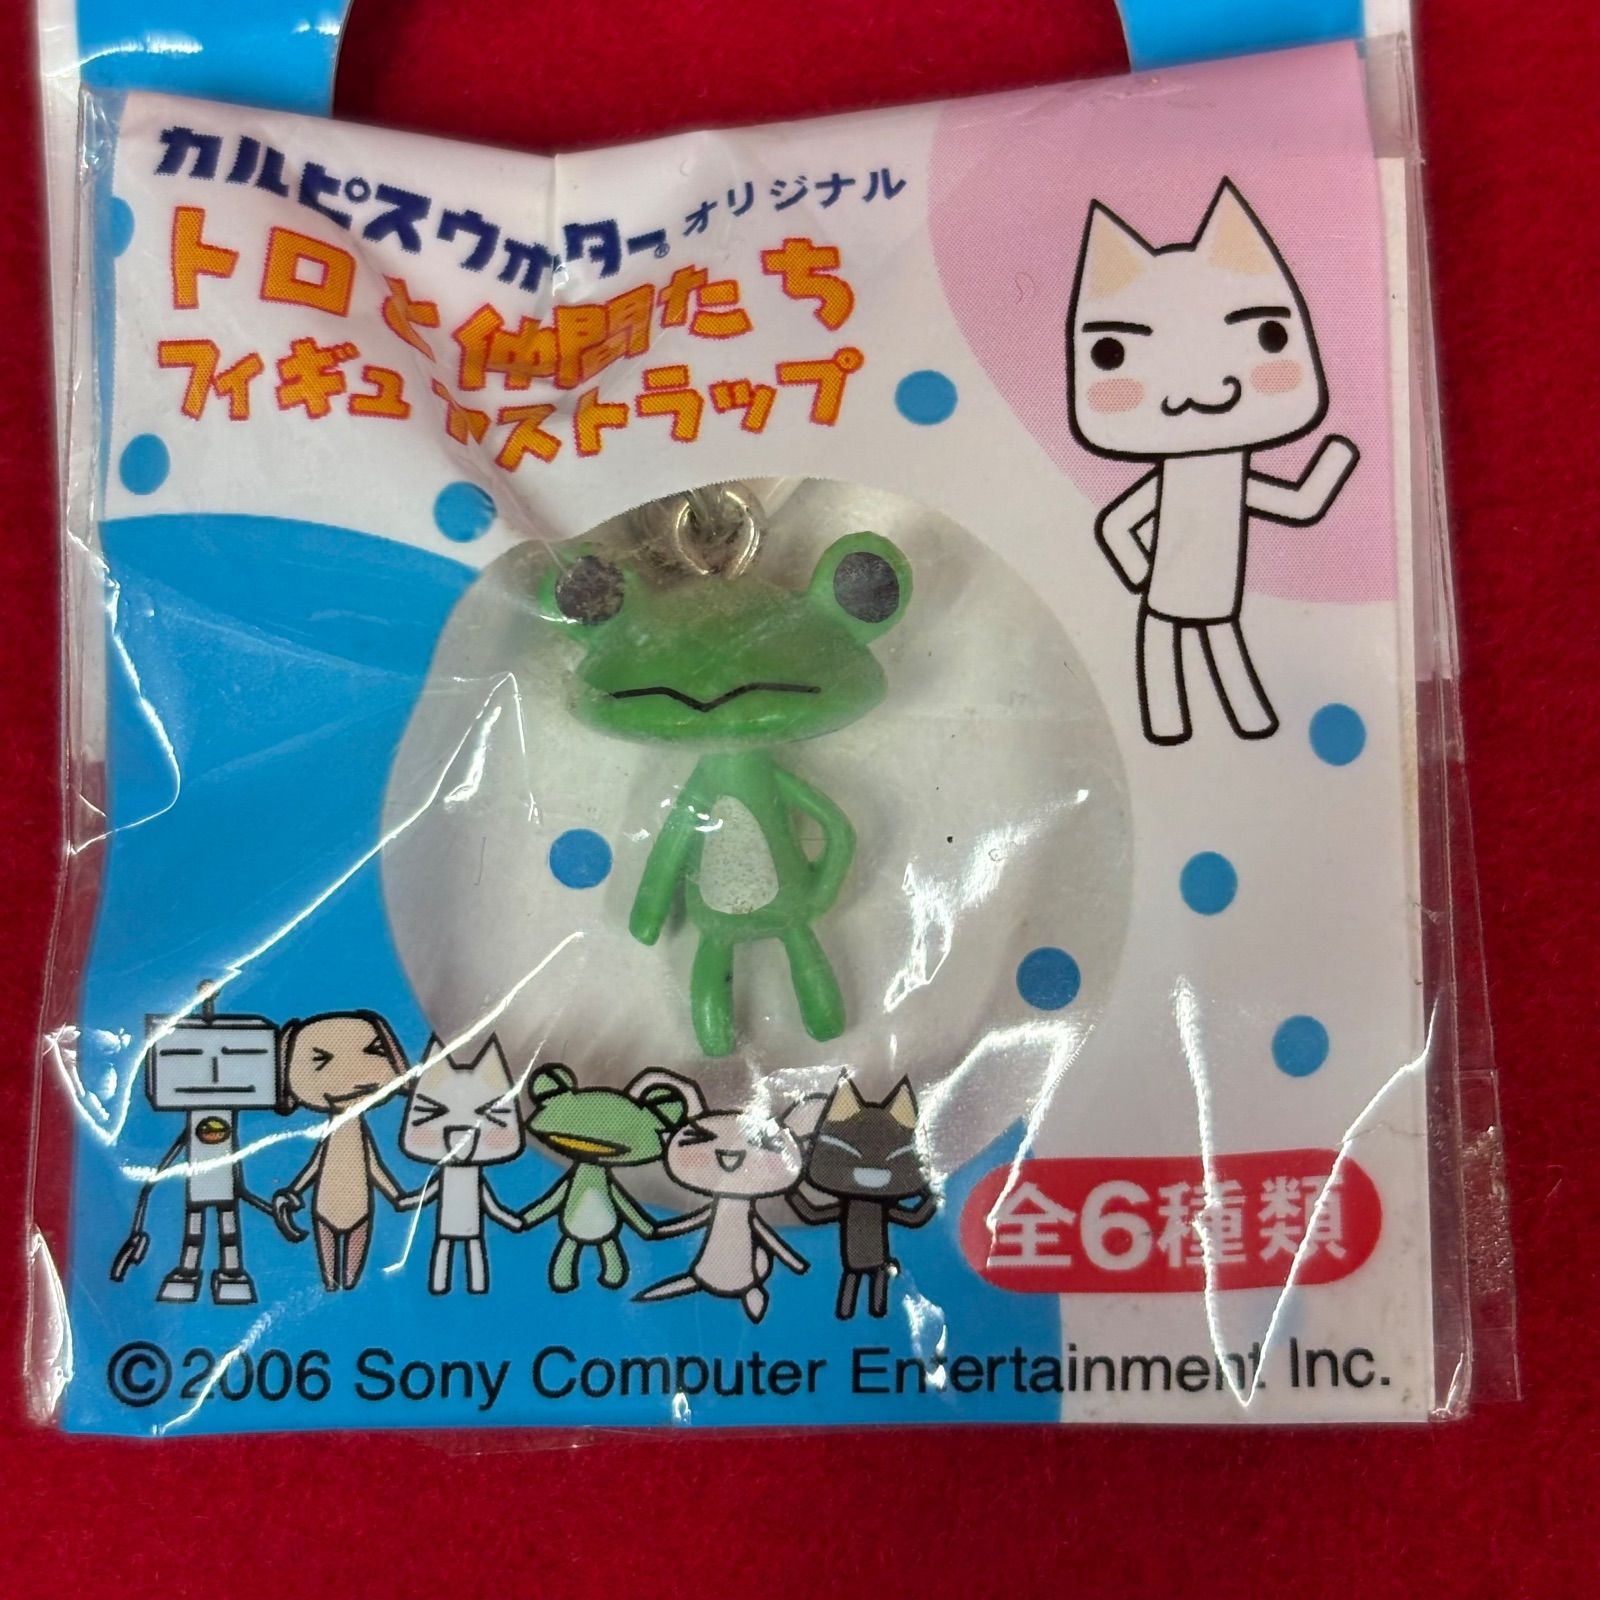 カルピスウォター® オリジナル
トロと仲間たち
フィギュアストラップ
全6種類
©2006 Sony Computer Entertainment Inc.